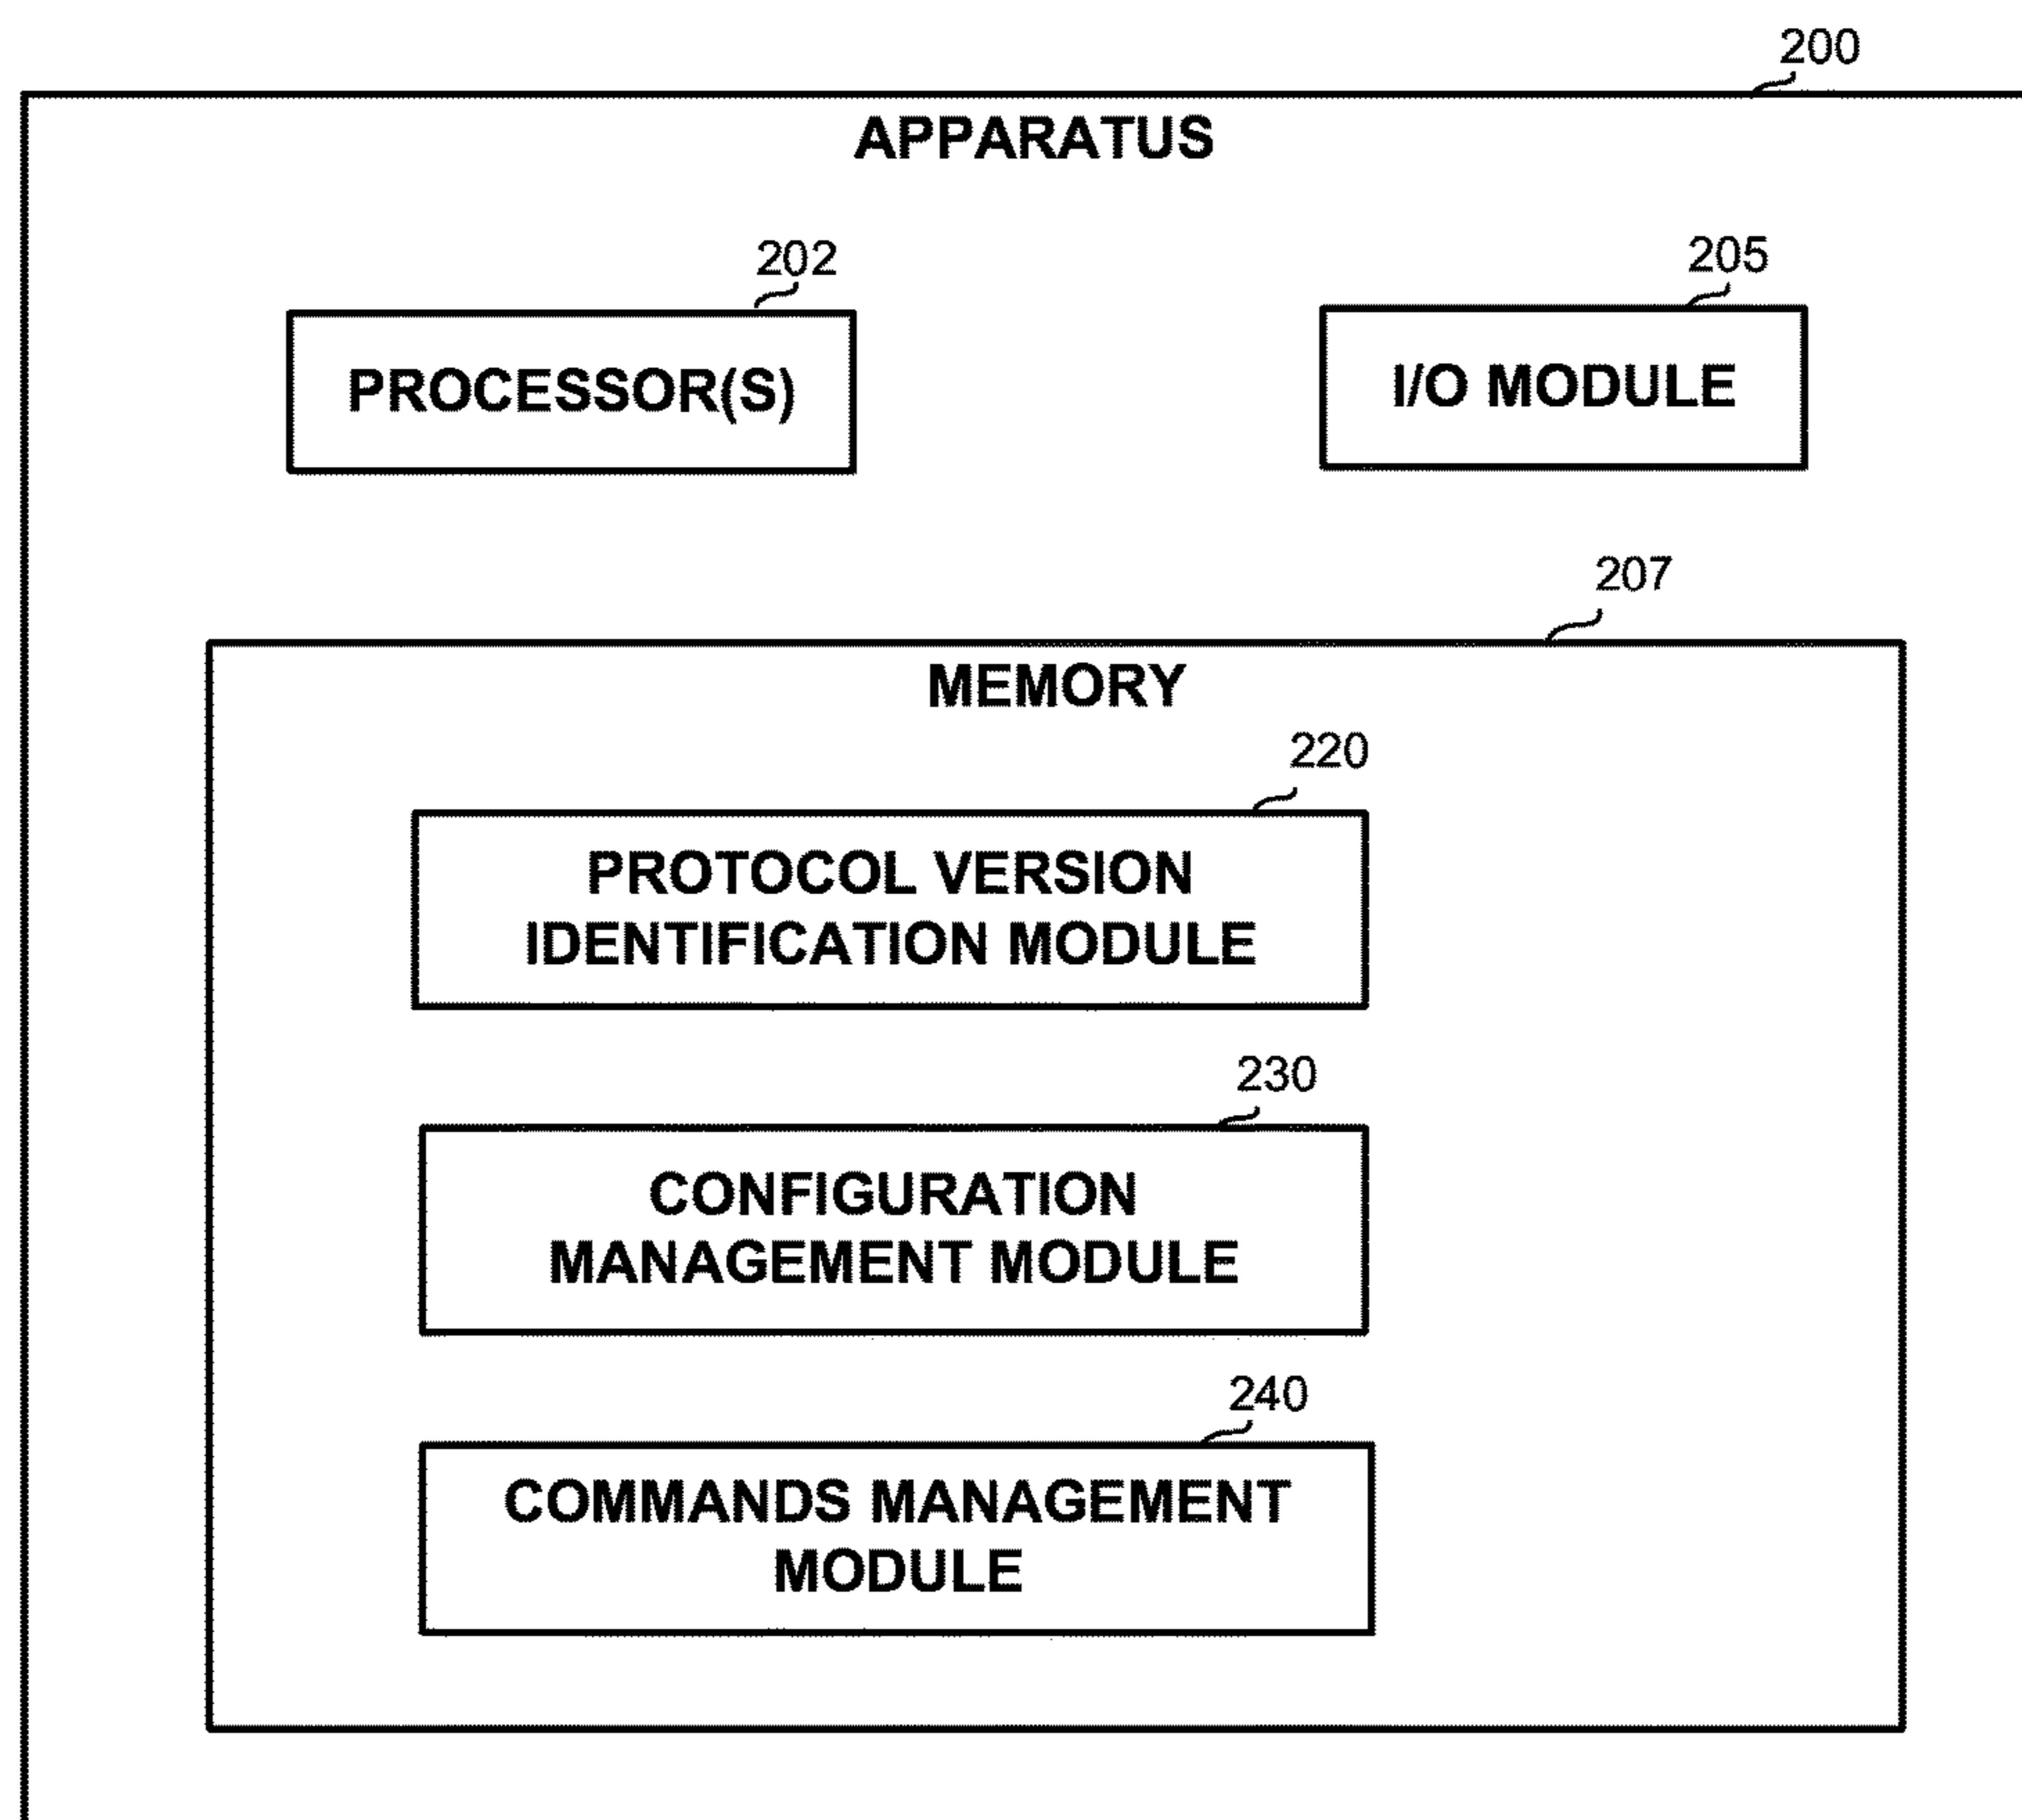 200
APPARATUS
202
PROCESSOR(S)
205
I/O MODULE
207
MEMORY
220
PROTOCOL VERSION
IDENTIFICATION MODULE
230
CONFIGURATION
MANAGEMENT MODULE
240
COMMANDS MANAGEMENT
MODULE